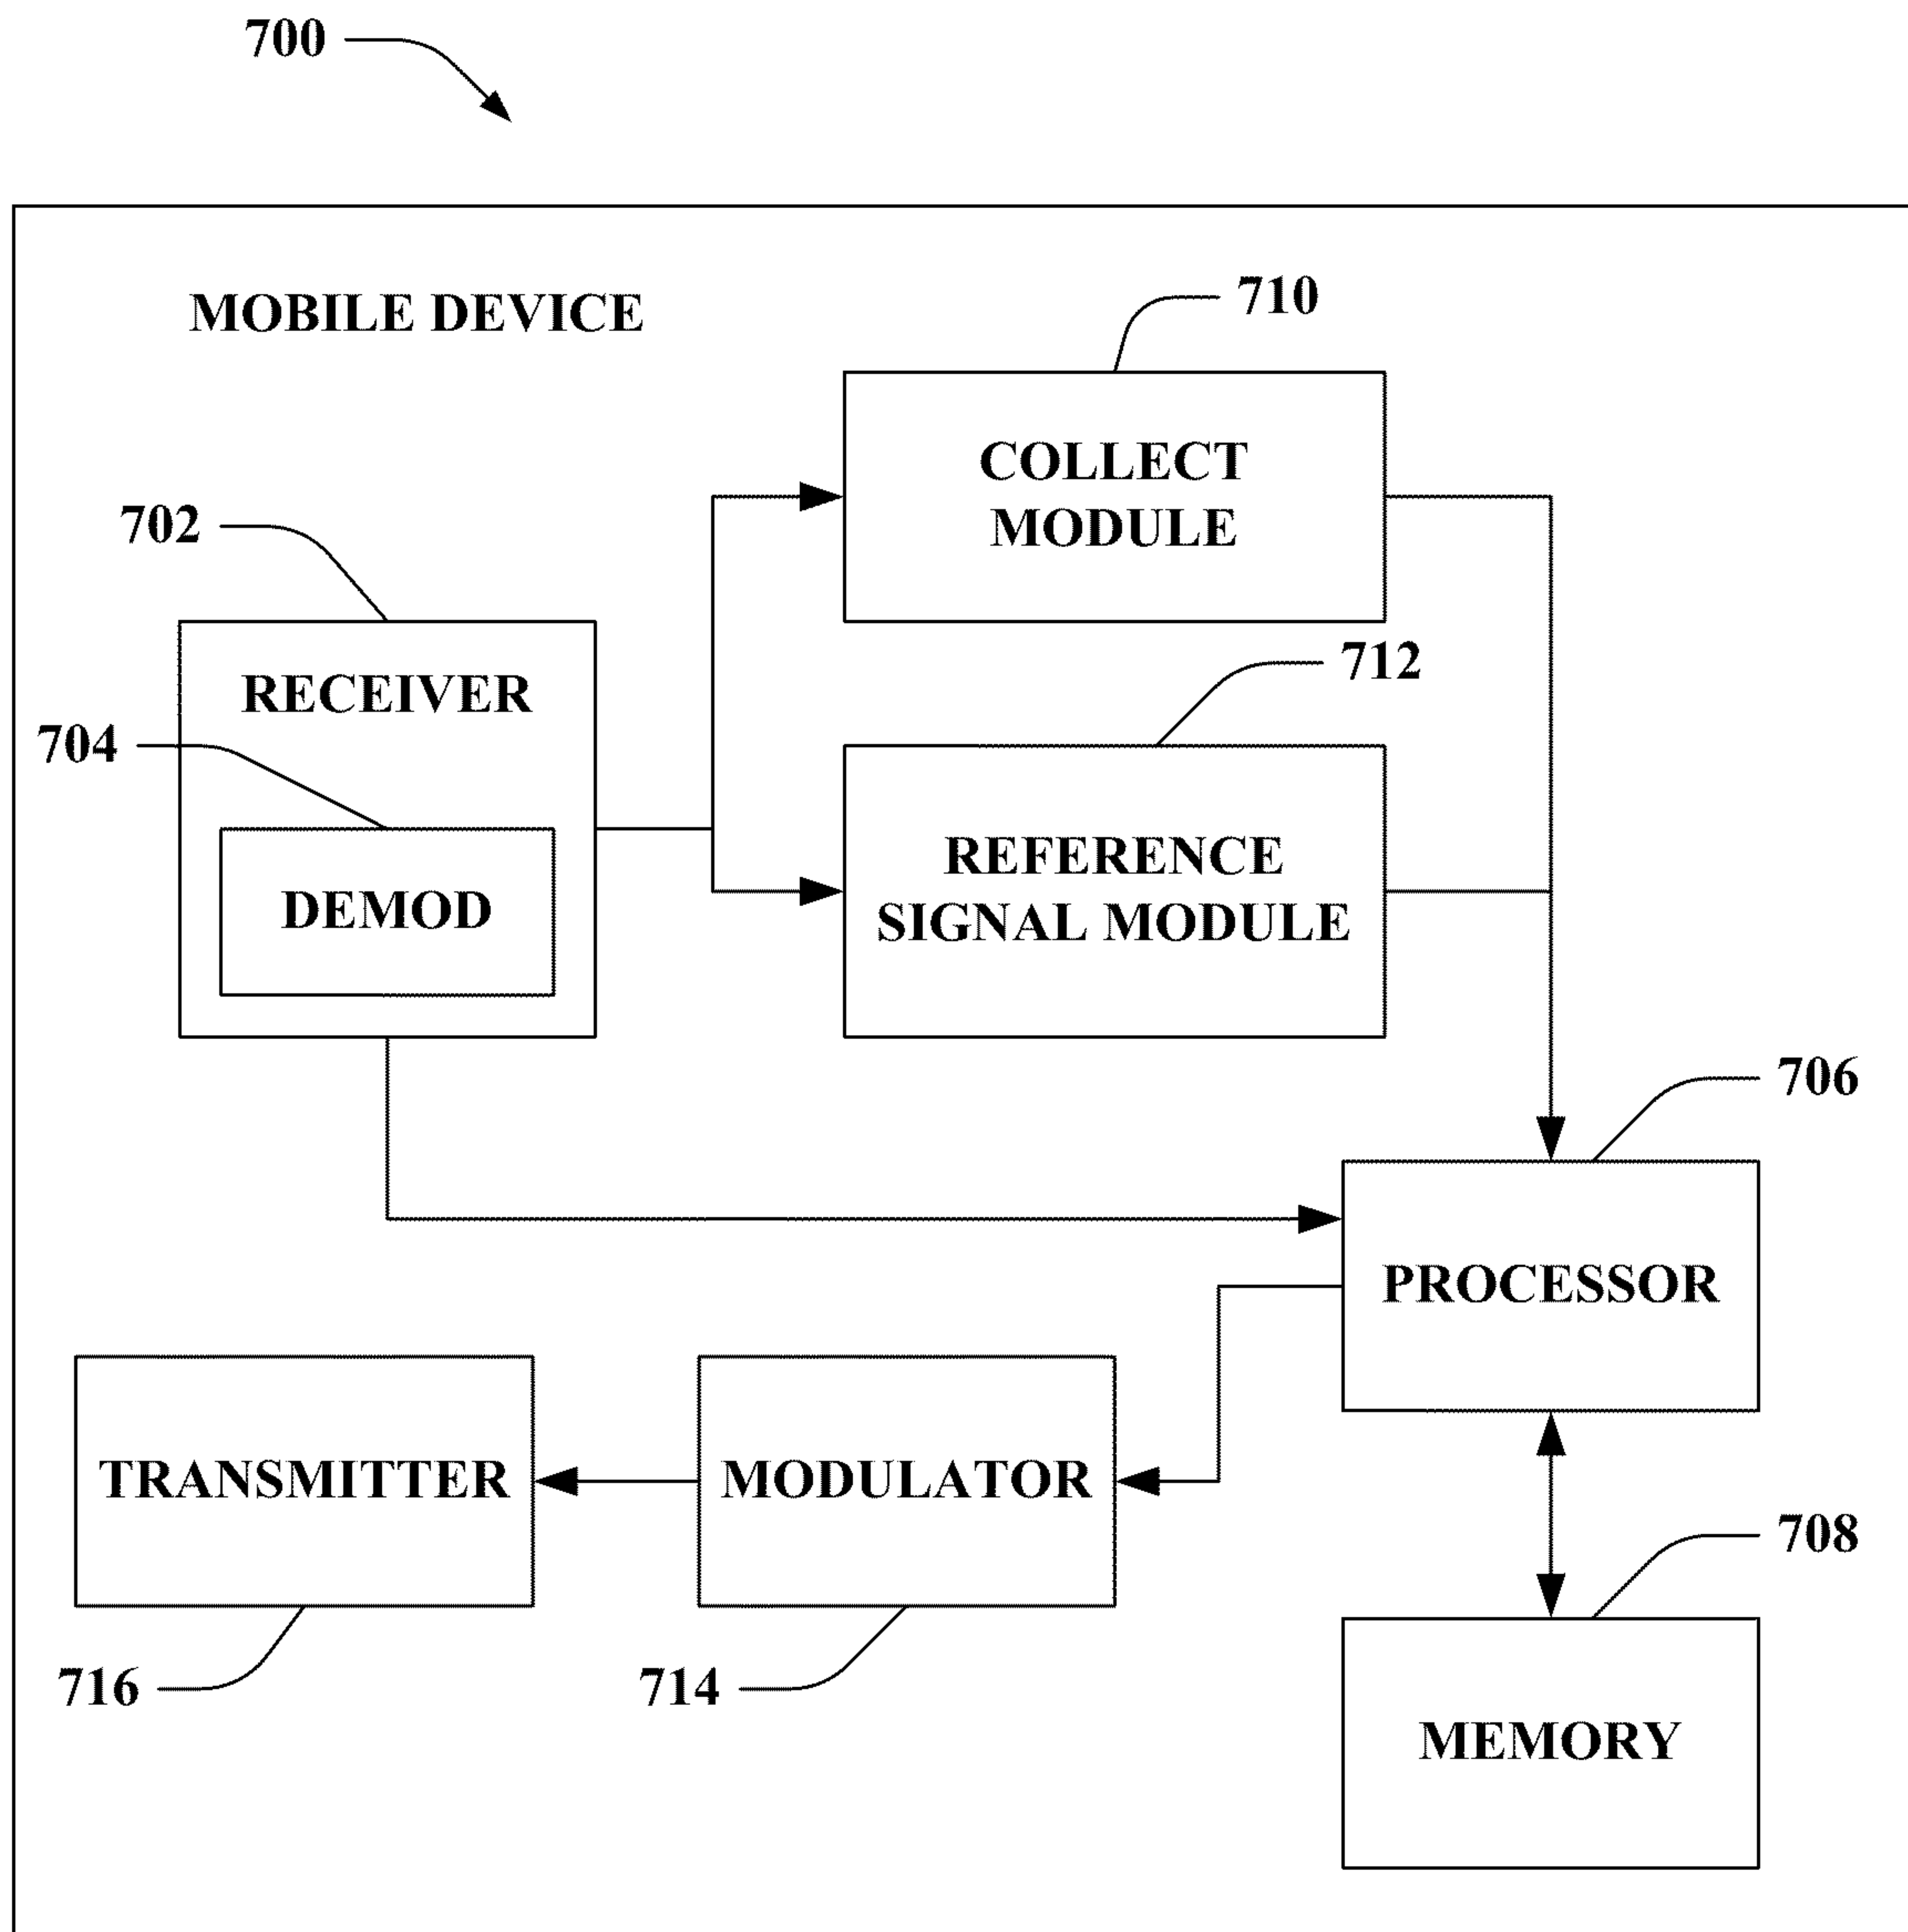 700
MOBILE DEVICE
710
COLLECT
MODULE
702
RECEIVER
712
704
DEMOD
REFERENCE
SIGNAL MODULE
706
PROCESSOR
TRANSMITTER
MODULATOR
708
716
714
MEMORY